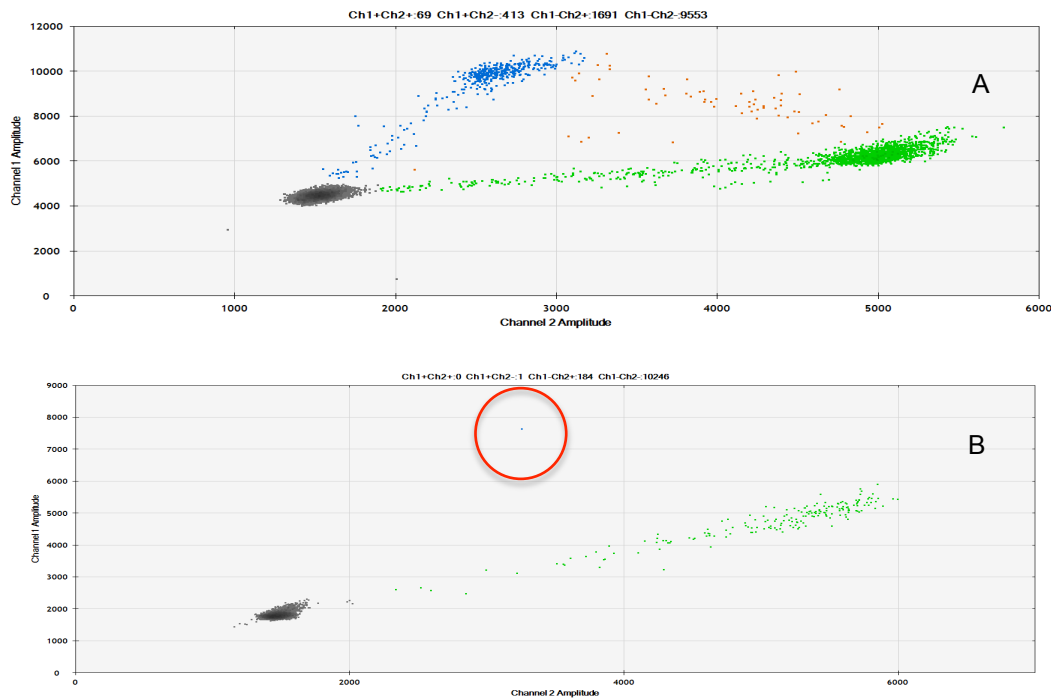 Ch1+Ch2+:69 Ch1+Ch2-:413 Ch1-Ch2+:1691 Ch1-Ch2-:9553
12000
10000
8000
6000
4000
2000
0
Channel 1 Amplitude
A
0 1000 2000 3000 4000 5000 6000
Channel 2 Amplitude
Ch1+Ch2+:0 Ch1+Ch2-:1 Ch1-Ch2+:184 Ch1-Ch2-:10246
9000
8000
7000
6000
5000
4000
3000
2000
1000
0
Channel 1 Amplitude
B
0 2000 4000 6000
Channel 2 Amplitude